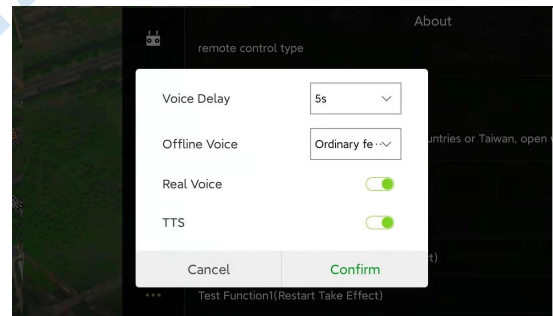 About
remote control type
Voice Delay 5s
Offline Voice Ordinary fe ··
untries or Taiwan, open
Real Voice
TTS
Cancel Confirm
t)
Test Function1(Restart Take Effect)